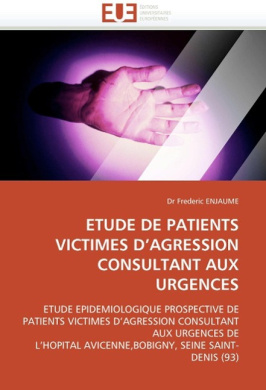 EUE
ÉDITIONS
UNIVERSITAIRES
EUROPÉENNES
Dr Frederic ENJAUME
ETUDE DE PATIENTS
VICTIMES D'AGRESSION
CONSULTANT AUX
URGENCES
ETUDE EPIDEMIOLOGIQUE PROSPECTIVE DE
PATIENTS VICTIMES D'AGRESSION CONSULTANT
AUX URGENCES DE
L'HOPITAL AVICENNE,BOBIGNY, SEINE SAINT-
DENIS (93)